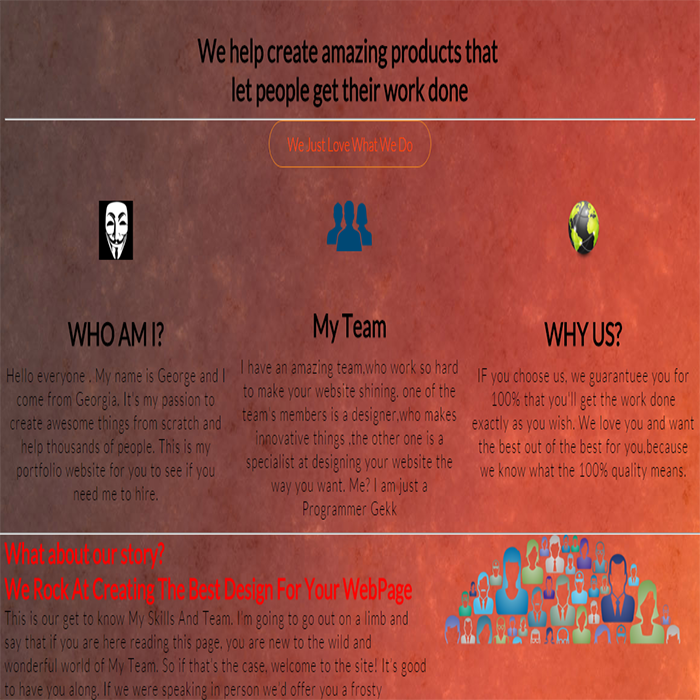 We help create amazing products that
let people get their work done
We Just Love What We Do
WHO AM I?
Hello everyone . My name is George and I
come from Georgia. It's my passion to
create awesome things from scratch and
help thousands of people. This is my
portfolio website for you to see if you
need me to hire.
My Team
I have an amazing team,who work so hard
to make your website shining. one of the
team's members is a designer,who makes
innovative things ,the other one is a
specialist at designing your website the
way you want. Me? I am just a
Programmer Gekk
WHY US?
IF you choose us, we guarantuee you for
100% that you'll get the work done
exactly as you wish. We love you and want
the best out of the best for you,because
we know what the 100% quality means.
What about our story?
We Rock At Creating The Best Design For Your WebPage
This is our get to know My Skills And Team. I'm going to go out on a limb and
say that if you are here reading this page, you are new to the wild and
wonderful world of My Team. So if that's the case, welcome to the site! It's good
to have you along. If we were speaking in person we'd offer you a frosty